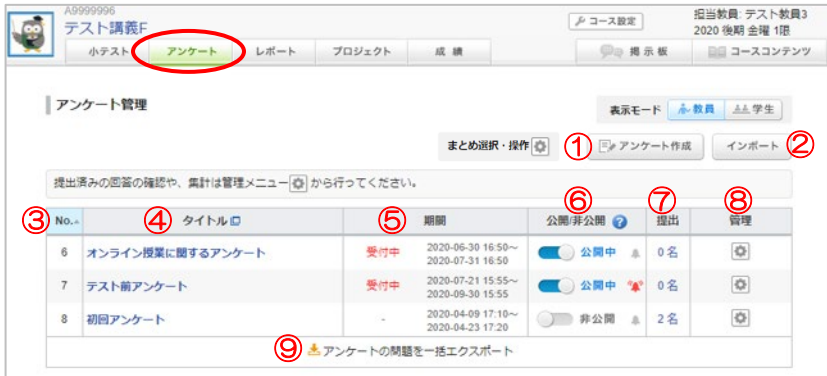 A9999996
テスト講義F
コース設定
担当教員: テスト教員3
2020 後期 金曜 1限
小テスト アンケート レポート プロジェクト 成績 掲示板 コースコンテンツ
アンケート管理
表示モード 教員 学生
まとめ選択・操作 ① アンケート作成 インポート ②
提出済みの回答の確認や、集計は管理メニュー から行ってください。
⑥ ⑦ ⑧
③ No. ④ タイトル ⑤ 期間 公開/非公開 ? 提出 管理
6 オンライン授業に関するアンケート 受付中 2020-06-30 16:50～ 公開中 0名
2020-07-31 16:50
7 テスト前アンケート 受付中 2020-07-21 15:55～ 公開中 0名
2020-09-30 15:55
8 初回アンケート - 2020-04-09 17:10～ 非公開 2名
2020-04-23 17:20
⑨ アンケートの問題を一括エクスポート